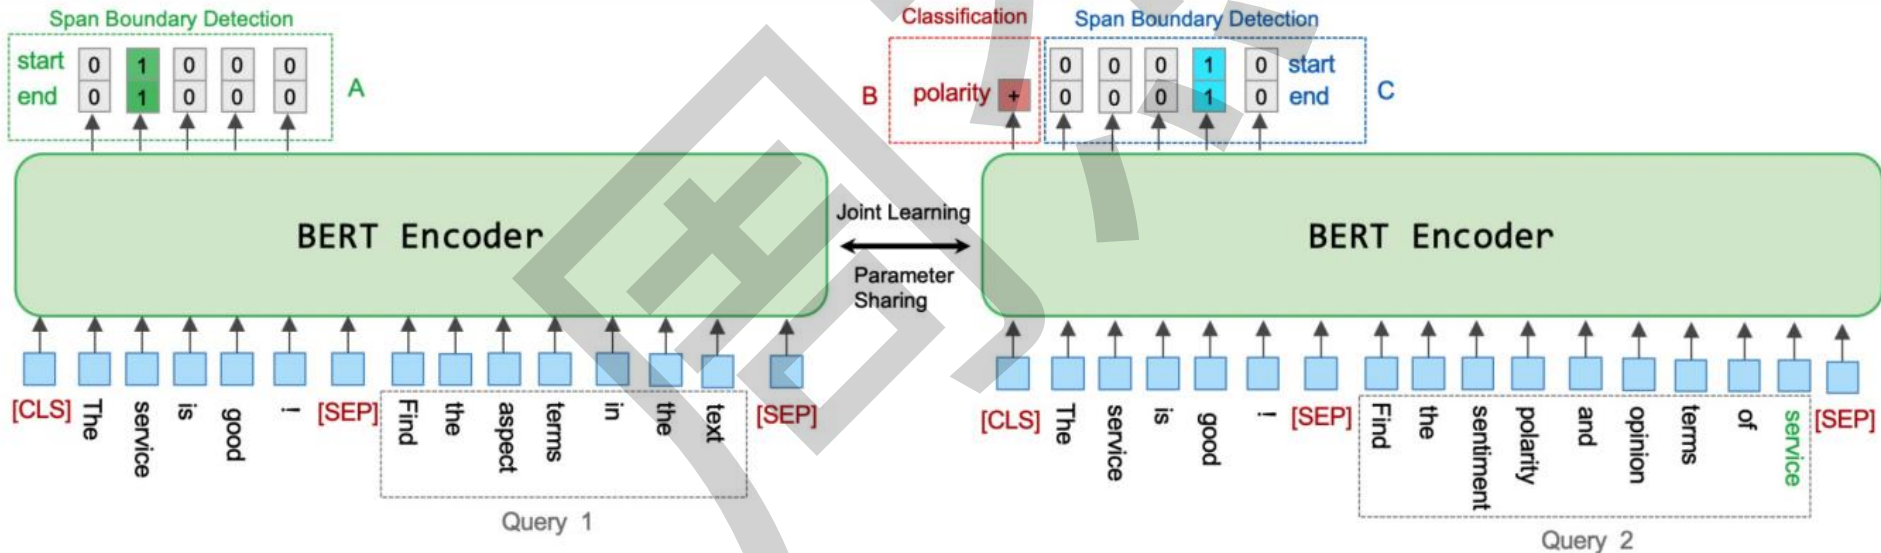 Span Boundary Detection
start 0 1 0 0 0
end 0 1 0 0 0
A
BERT Encoder
[CLS] The service is good ! [SEP] Find the aspect terms in the text [SEP]
Query 1
Joint Learning
Parameter
Sharing
Classification
B polarity +
Span Boundary Detection
0 0 0 1 0 start
0 0 0 1 0 end
C
BERT Encoder
[CLS] The service is good ! [SEP] Find the sentiment polarity and opinion terms of service [SEP]
Query 2